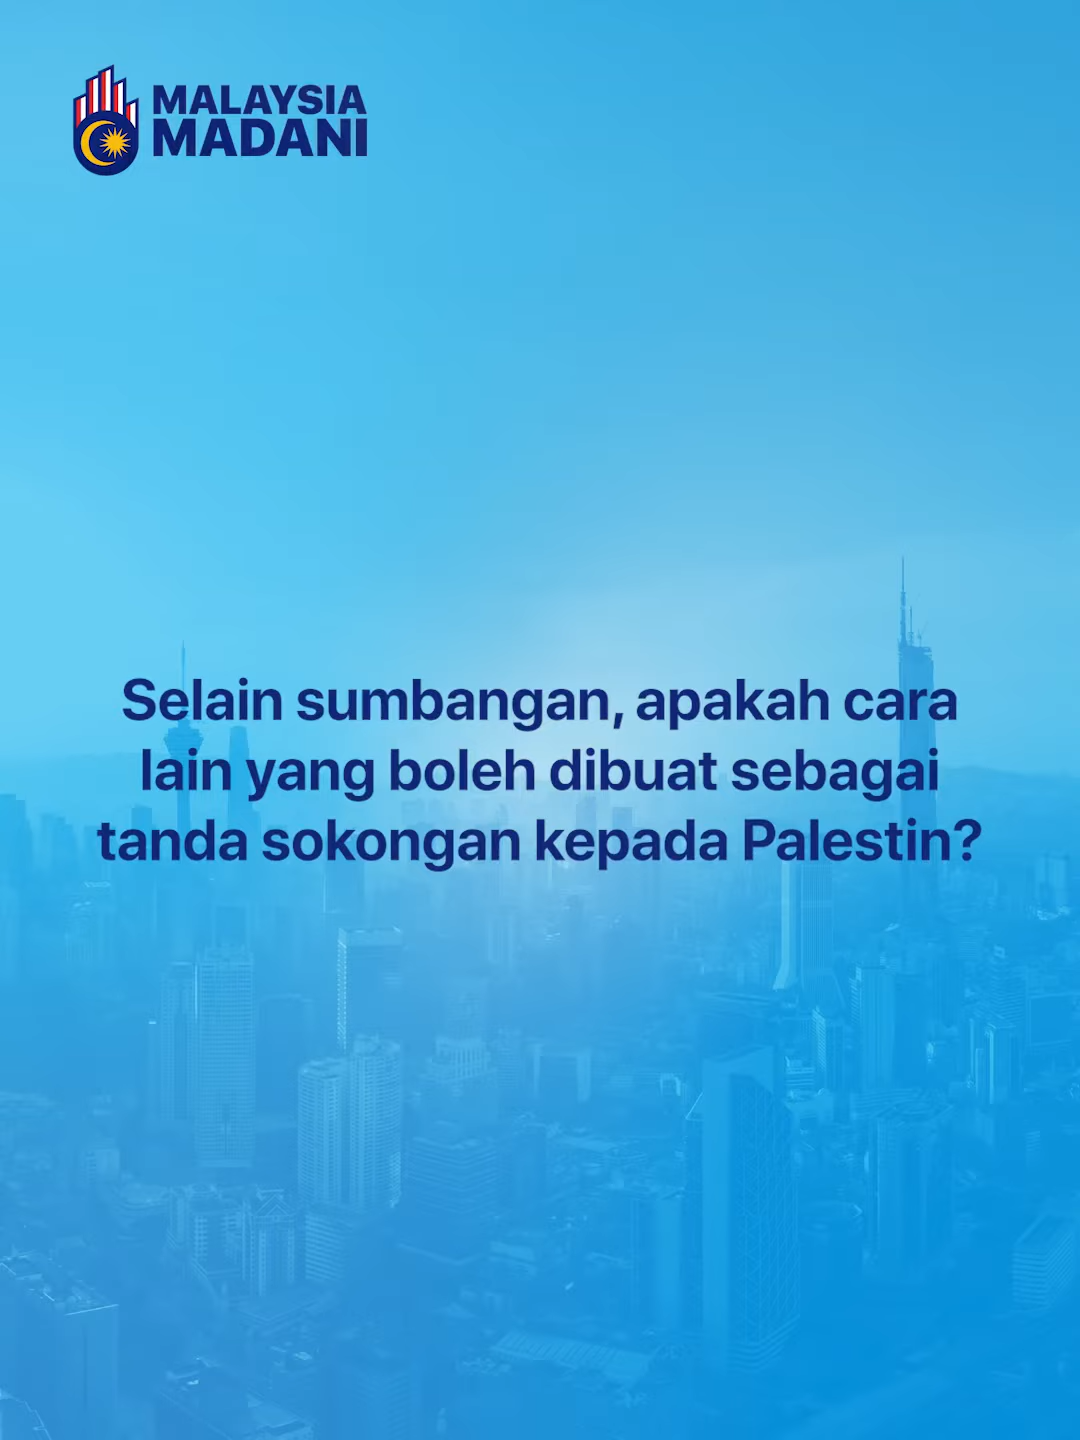 MALAYSIA
MADANI
Selain sumbangan, apakah cara
lain yang boleh dibuat sebagai
tanda sokongan kepada Palestin?